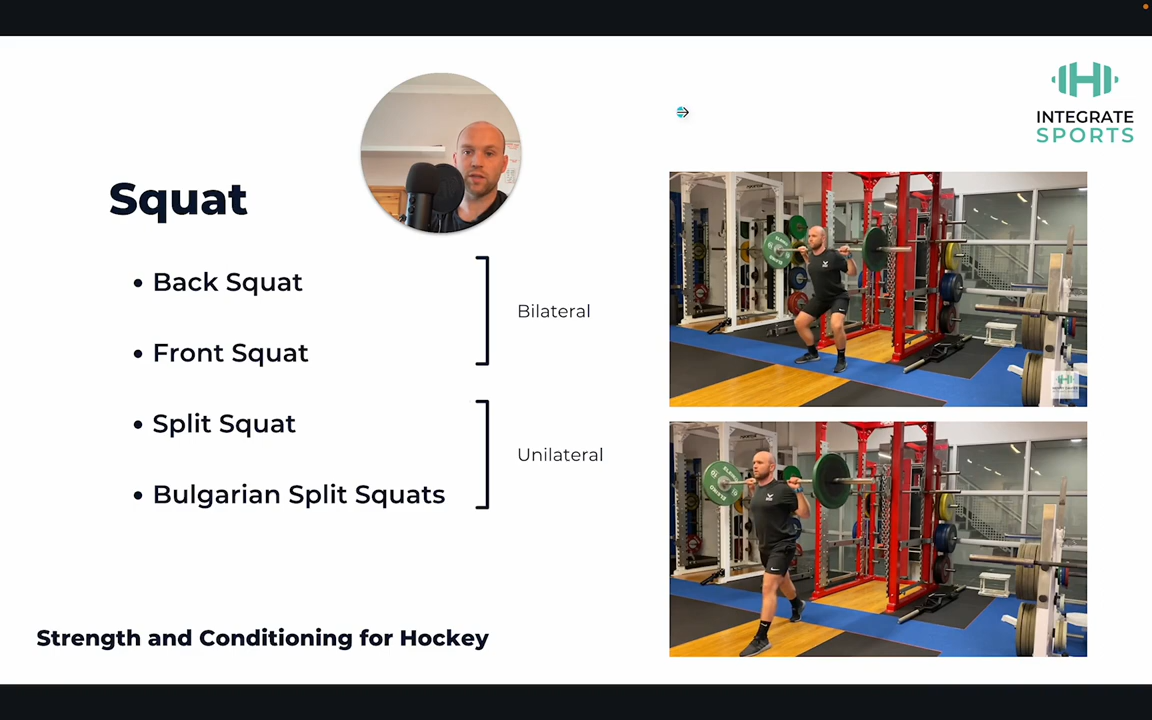 INTEGRATE
SPORTS
Squat
• Back Squat
• Front Squat
Bilateral
• Split Squat
• Bulgarian Split Squats
Unilateral
Strength and Conditioning for Hockey